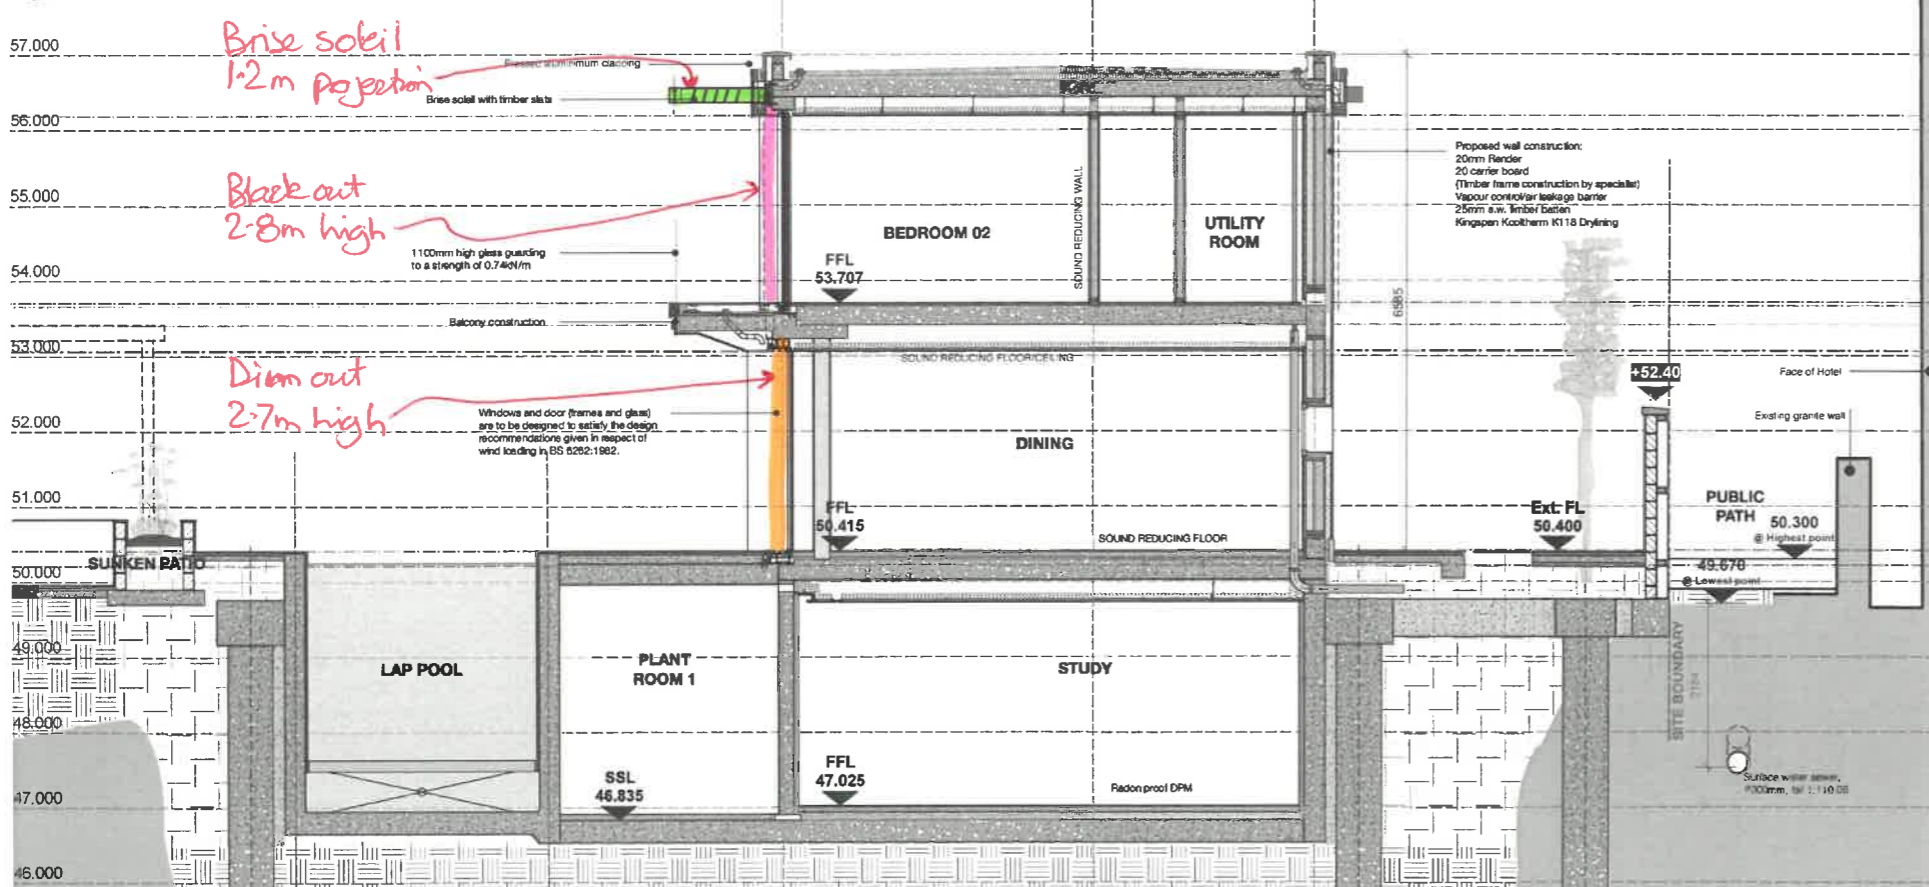 57.000
Brise soleil
1.2m projection
Pressed aluminimum cladding
Brise soleil with timber slats
56.000
Proposed wall construction:
20mm Render
20 carrier board
(Timber frame construction by specialist)
Vapour control/air leakage barrier
25mm s.w. timber batten
Kingspan Kooltherm K118 Drylining
55.000
Black out
2.8m high
SOUND REDUCING WALL
BEDROOM 02
UTILITY
ROOM
1100mm high glass guarding
to a strength of 0.74kN/m
54.000
FFL
53.707
6585
Balcony construction
53.000
SOUND REDUCING FLOOR/CEILING
Dim out
2.7m high
+52.40
Face of Hotel
Windows and door (frames and glass)
are to be designed to satisfy the design
recommendations given in respect of
wind loading in BS 6262:1982.
52.000
Existing granite wall
DINING
51.000
FFL
50.415
Ext. FL
50.400
PUBLIC
PATH
50.300
@ Highest point
SOUND REDUCING FLOOR
SUNKEN PATIO
50.000
49.670
@ Lowest point
49.000
LAP POOL
PLANT
ROOM 1
STUDY
SITE BOUNDARY
48.000
SSL
46.835
FFL
47.025
Radon proof DPM
Surface water sewer,
47.000
46.000